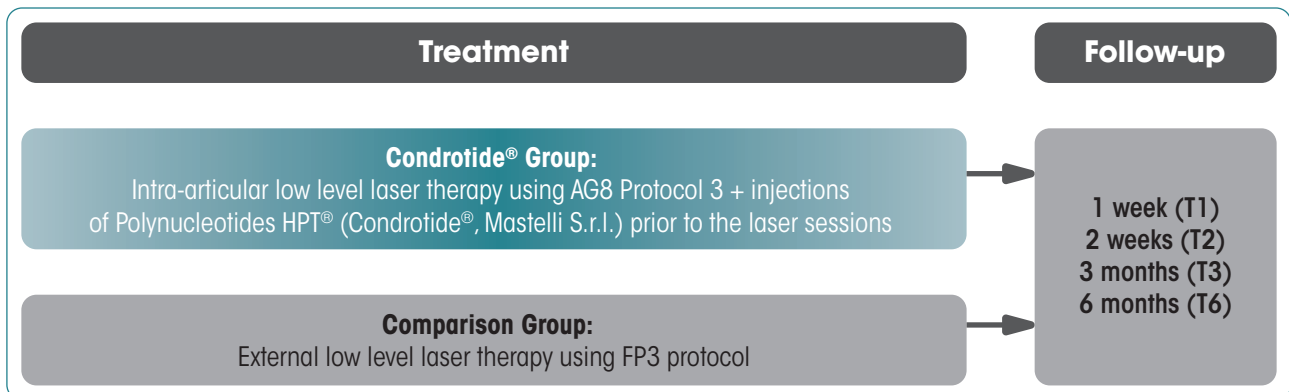 Treatment
Follow-up
Condrotide® Group:
Intra-articular low level laser therapy using AG8 Protocol 3 + injections
of Polynucleotides HPT® (Condrotide®, Mastelli S.r.l.) prior to the laser sessions
Comparison Group:
External low level laser therapy using FP3 protocol
1 week (T1)
2 weeks (T2)
3 months (T3)
6 months (T6)